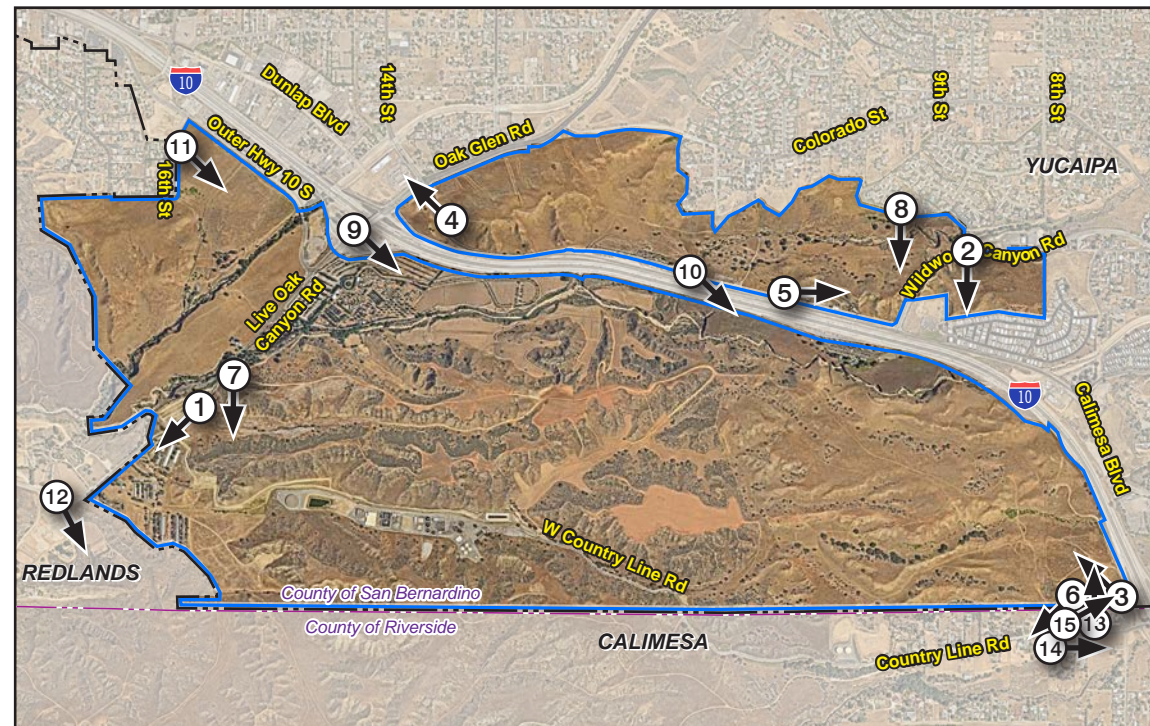 10
Dunlap Blvd
14th St
9th St
8th St
Colorado St
YUCAIPA
Oak Glen Rd
Outer Hwy 10 S
11
16th St
4
8
9
2
Wildwood Canyon Rd
10
5
Live Oak
Canyon Rd
7
1
10
Calimesa Blvd
12
W Country Line Rd
REDLANDS
County of San Bernardino
6
3
County of Riverside
15
13
CALIMESA
14
Country Line Rd